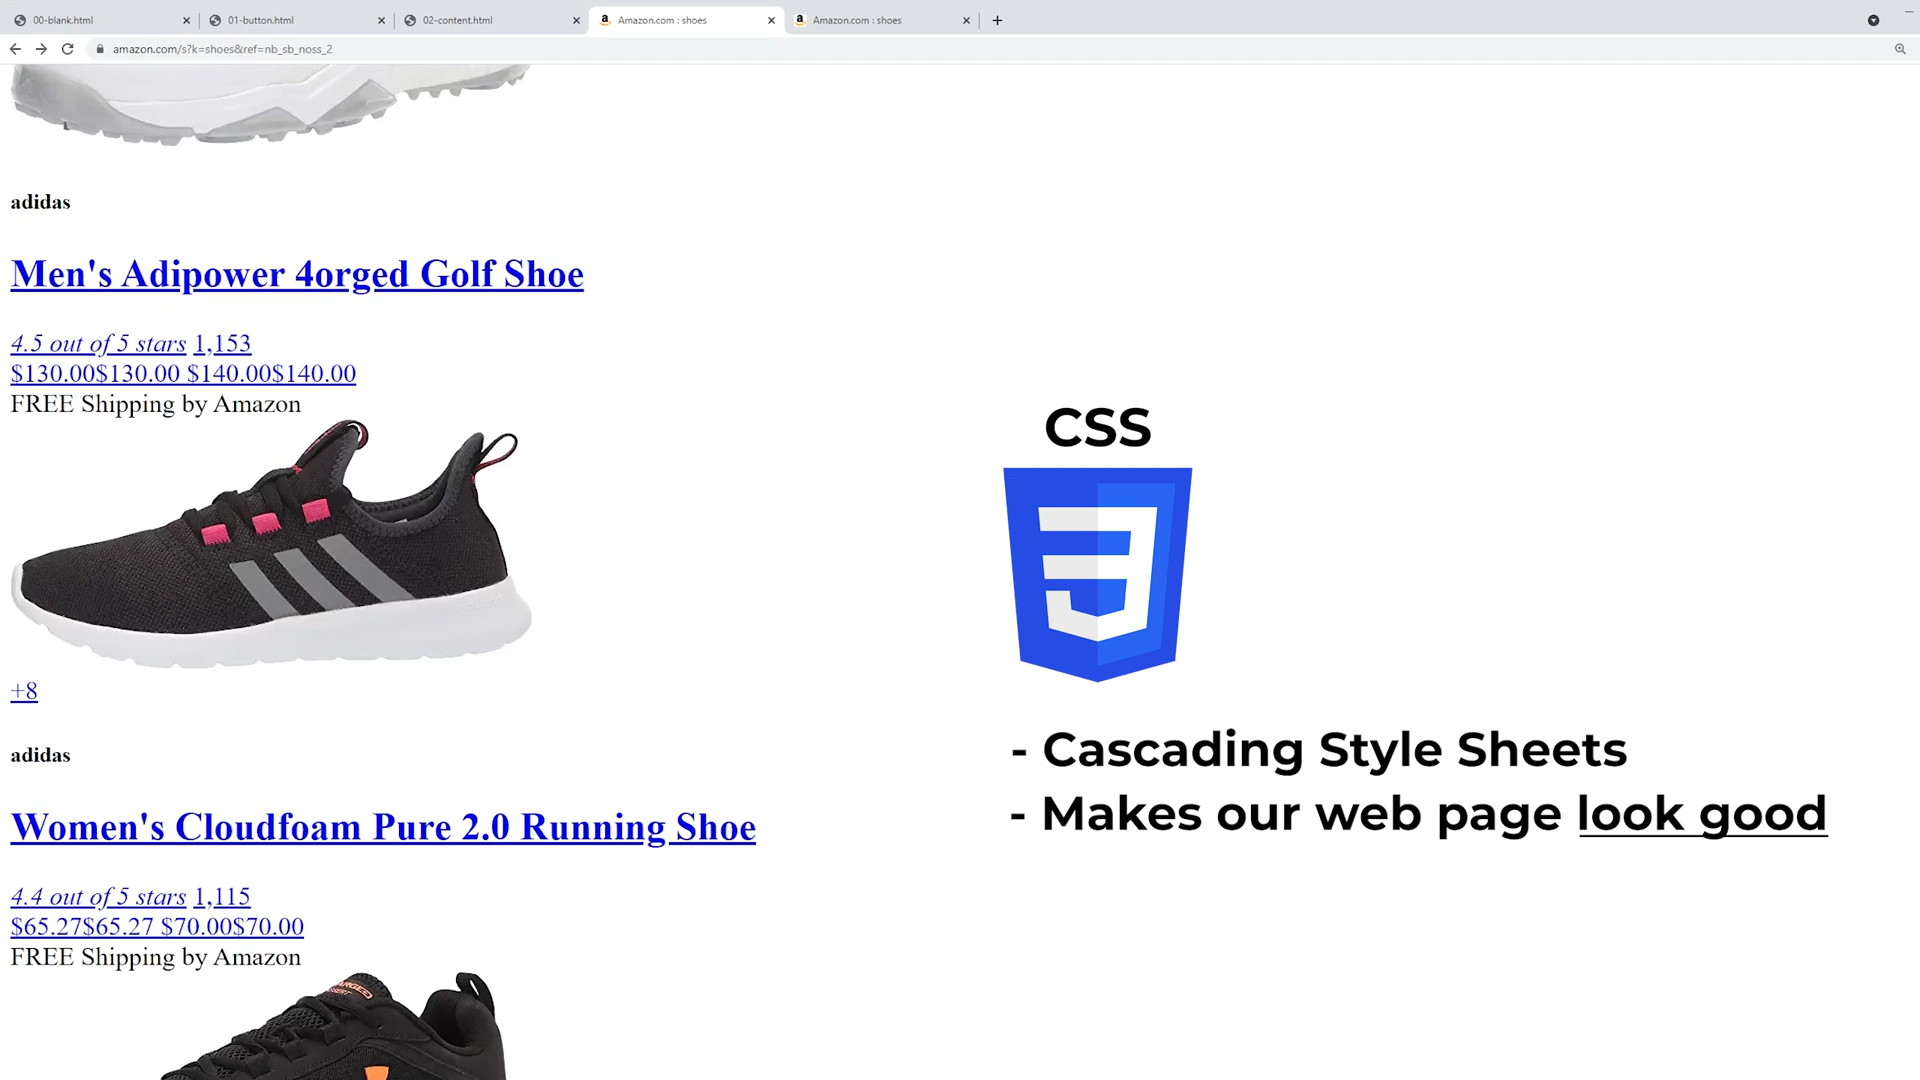 00-blank.html
01-button.html
02-content.html
Amazon.com : shoes
Amazon.com : shoes
amazon.com/s?k=shoes&ref=nb_sb_noss_2
adidas
Men's Adipower 4orged Golf Shoe
4.5 out of 5 stars 1,153
$130.00$130.00 $140.00$140.00
FREE Shipping by Amazon
+8
adidas
Women's Cloudfoam Pure 2.0 Running Shoe
4.4 out of 5 stars 1,115
$65.27$65.27 $70.00$70.00
FREE Shipping by Amazon
CSS
- Cascading Style Sheets
- Makes our web page look good